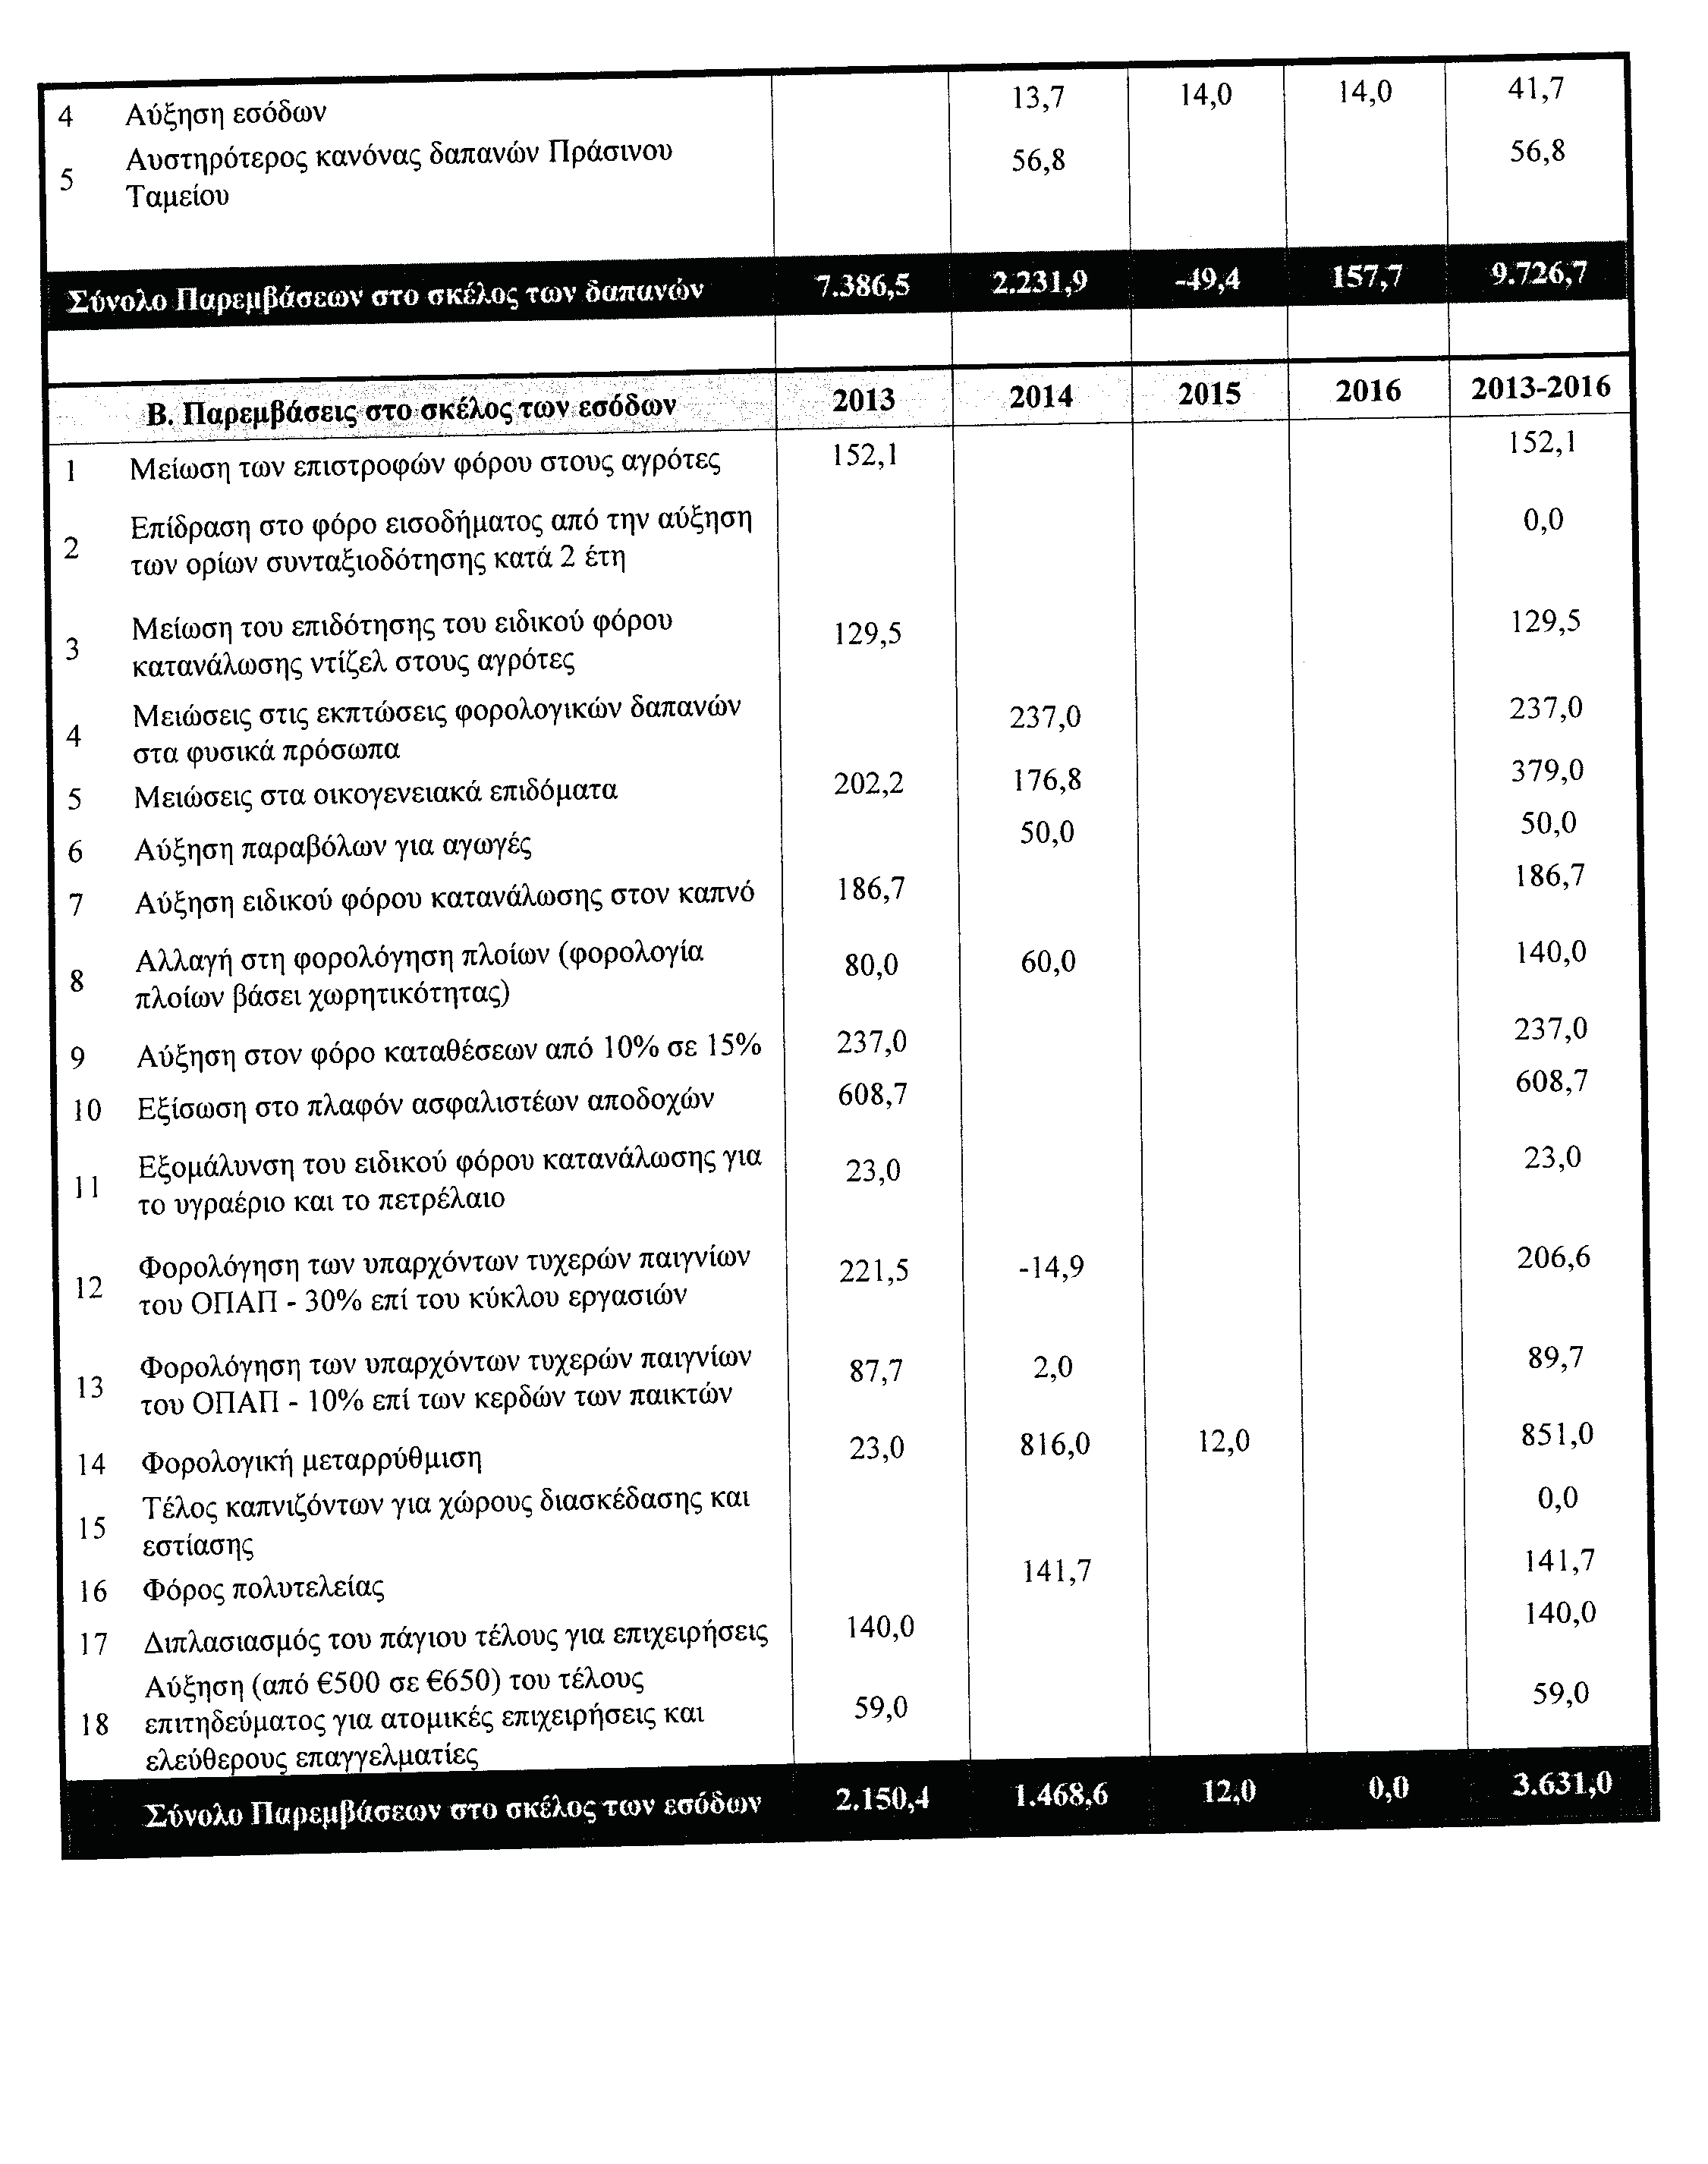 4 Αύξηση εσόδων 13,7 14,0 14,0 41,7
5 Αυστηρότερος κανόνας δαπανών Πράσινου 56,8 56,8
Ταμείου
Σύνολο Παρεμβάσεων στο σκέλος των δαπανών 7.386,5 2.231,9 -49,4 157,7 9.726,7
Β. Παρεμβάσεις στο σκέλος των εσόδων 2013 2014 2015 2016 2013-2016
1 Μείωση των επιστροφών φόρου στους αγρότες 152,1 152,1
2 Επίδραση στο φόρο εισοδήματος από την αύξηση 0,0
των ορίων συνταξιοδότησης κατά 2 έτη
3 Μείωση του επιδότησης του ειδικού φόρου 129,5 129,5
κατανάλωσης ντίζελ στους αγρότες
4 Μειώσεις στις εκπτώσεις φορολογικών δαπανών 237,0 237,0
στα φυσικά πρόσωπα
5 Μειώσεις στα οικογενειακά επιδόματα 202,2 176,8 379,0
6 Αύξηση παραβόλων για αγωγές 50,0 50,0
7 Αύξηση ειδικού φόρου κατανάλωσης στον καπνό 186,7 186,7
8 Αλλαγή στη φορολόγηση πλοίων (φορολογία 80,0 60,0 140,0
πλοίων βάσει χωρητικότητας)
9 Αύξηση στον φόρο καταθέσεων από 10% σε 15% 237,0 237,0
10 Εξίσωση στο πλαφόν ασφαλιστέων αποδοχών 608,7 608,7
11 Εξομάλυνση του ειδικού φόρου κατανάλωσης για 23,0 23,0
το υγραέριο και το πετρέλαιο
12 Φορολόγηση των υπαρχόντων τυχερών παιγνίων 221,5 -14,9 206,6
του ΟΠΑΠ - 30% επί του κύκλου εργασιών
13 Φορολόγηση των υπαρχόντων τυχερών παιγνίων 87,7 2,0 89,7
του ΟΠΑΠ - 10% επί των κερδών των παικτών
14 Φορολογική μεταρρύθμιση 23,0 816,0 12,0 851,0
15 Τέλος καπνιζόντων για χώρους διασκέδασης και 0,0
εστίασης
16 Φόρος πολυτελείας 141,7 141,7
17 Διπλασιασμός του πάγιου τέλους για επιχειρήσεις 140,0 140,0
18 Αύξηση (από €500 σε €650) του τέλους 59,0 59,0
επιτηδεύματος για ατομικές επιχειρήσεις και
ελεύθερους επαγγελματίες
Σύνολο Παρεμβάσεων στο σκέλος των εσόδων 2.150,4 1.468,6 12,0 0,0 3.631,0